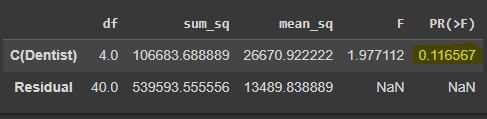 df sum_sq mean_sq F PR(>F)
C(Dentist) 4.0 106683.688889 26670.922222 1.977112 0.116567
Residual 40.0 539593.555556 13489.838889 NaN NaN